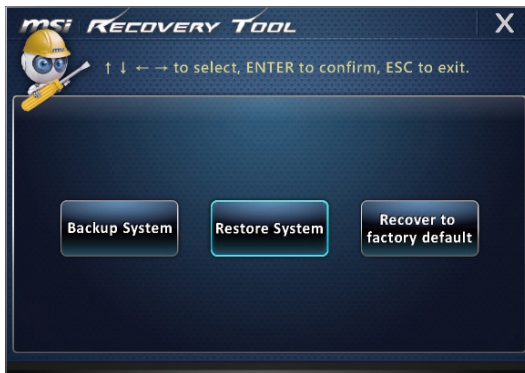 msi RECOVERY TOOL X
↑ ↓ ← → to select, ENTER to confirm, ESC to exit.
Backup System
Restore System
Recover to
factory default